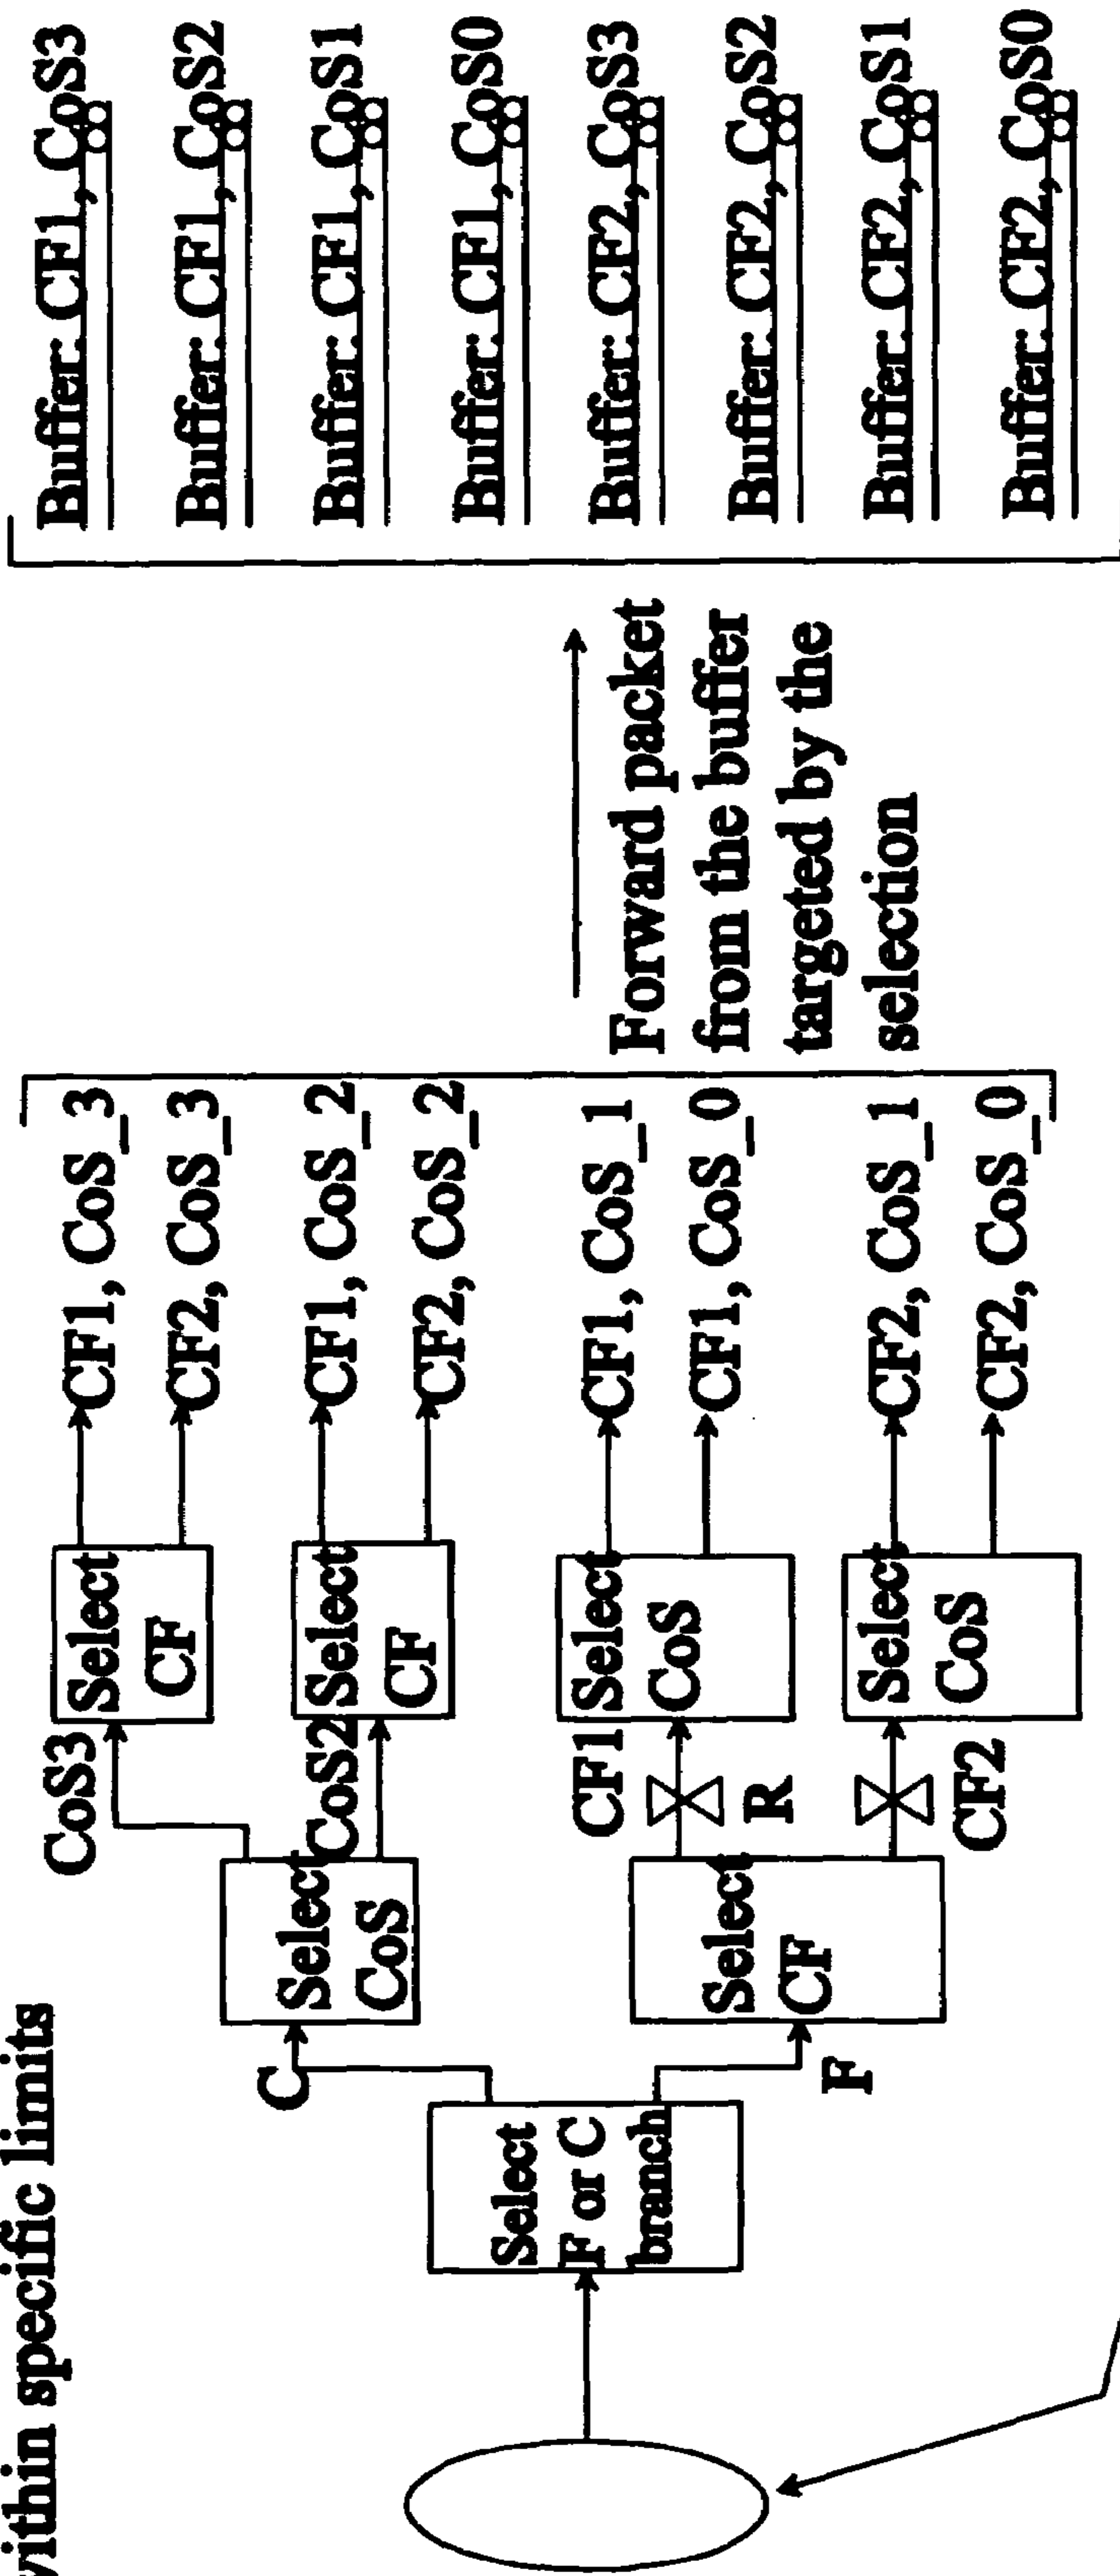 within specific limits
Select
F or C
branch
C
F
Select
CoS
Select
CF
CoS3
CoS2
CF1
R
CF2
Select
CF
Select
CF
Select
CoS
Select
CoS
CF1, CoS_3
CF2, CoS_3
CF1, CoS_2
CF2, CoS_2
CF1, CoS_1
CF1, CoS_0
CF2, CoS_1
CF2, CoS_0
Forward packet
from the buffer
targeted by the
selection
Buffer: CF1, CoS3
Buffer: CF1, CoS2
Buffer: CF1, CoS1
Buffer: CF1, CoS0
Buffer: CF2, CoS3
Buffer: CF2, CoS2
Buffer: CF2, CoS1
Buffer: CF2, CoS0